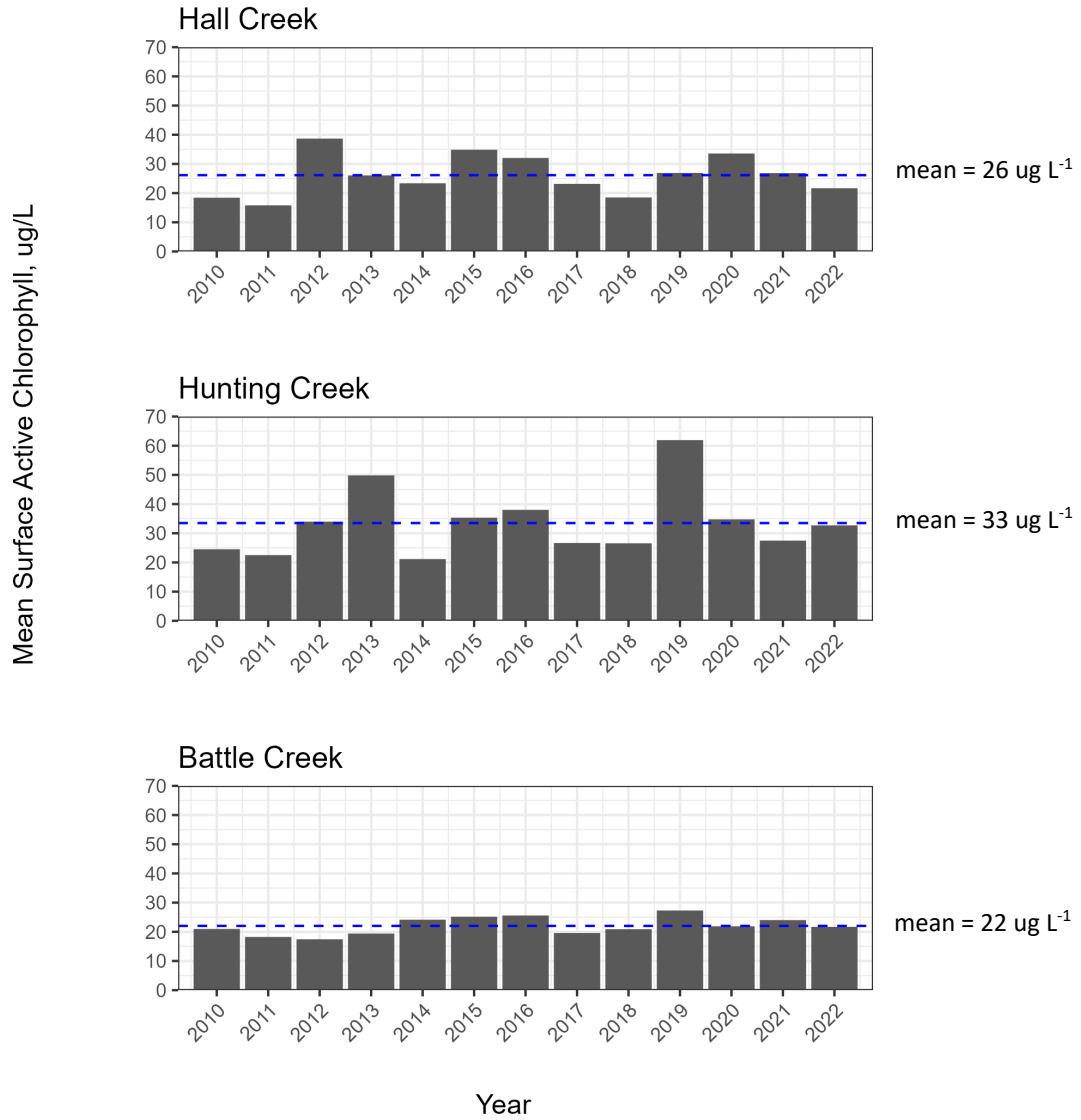 Mean Surface Active Chlorophyll, ug/L
Hall Creek
70
60
50
40
30
20
10
0
2010 2011 2012 2013 2014 2015 2016 2017 2018 2019 2020 2021 2022
mean = 26 ug L-1
Hunting Creek
70
60
50
40
30
20
10
0
2010 2011 2012 2013 2014 2015 2016 2017 2018 2019 2020 2021 2022
mean = 33 ug L-1
Battle Creek
70
60
50
40
30
20
10
0
2010 2011 2012 2013 2014 2015 2016 2017 2018 2019 2020 2021 2022
mean = 22 ug L-1
Year